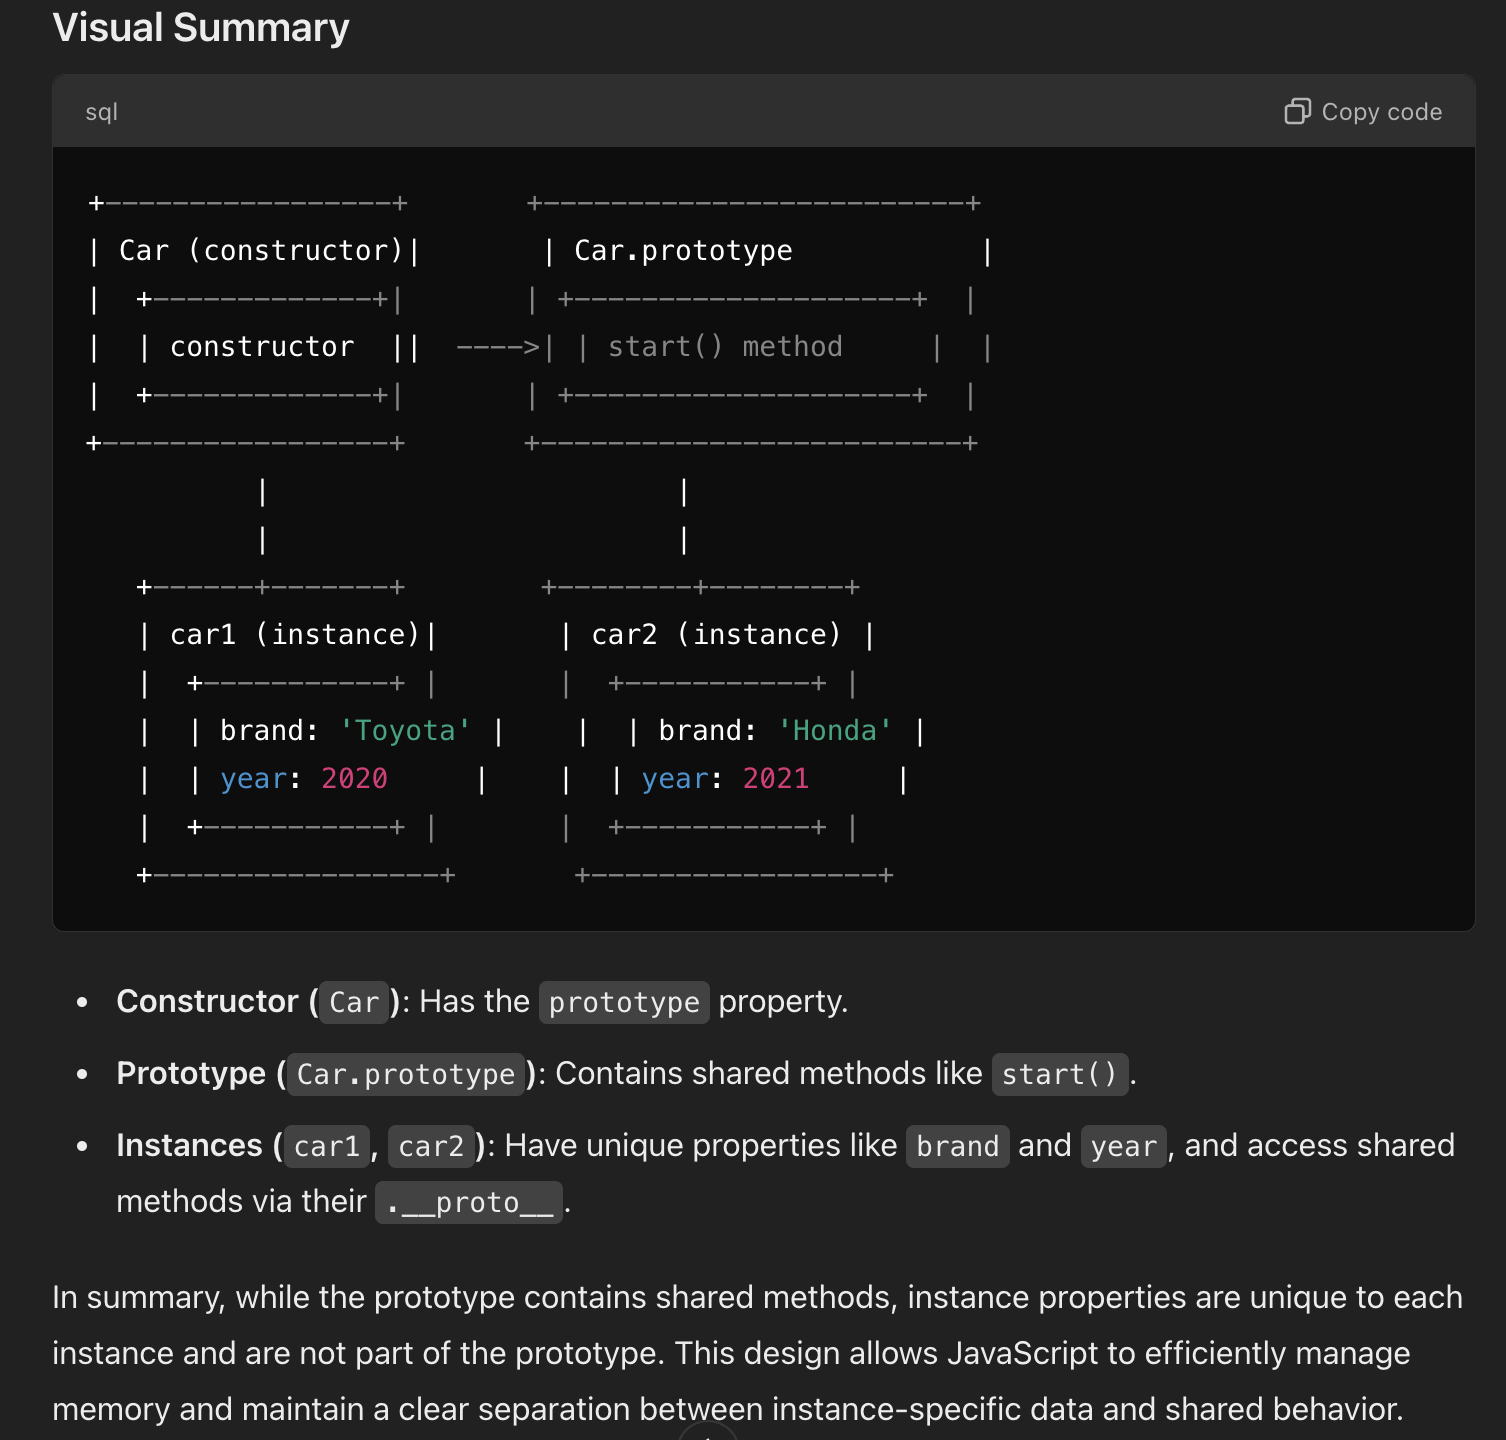 Visual Summary
sql
Copy code
+-----------------+       +-------------------------+
| Car (constructor)|       | Car.prototype           |
|  +-------------+|       | +--------------------+  |
|  | constructor  ||  ---->| | start() method     |  |
|  +-------------+|       | +--------------------+  |
+-----------------+       +-------------------------+
          |                        |
          |                        |
   +------+-------+        +--------+--------+
   | car1 (instance)|       | car2 (instance) |
   |  +-----------+ |       |  +-----------+ |
   |  | brand: 'Toyota' |    |  | brand: 'Honda' |
   |  | year: 2020     |    |  | year: 2021     |
   |  +-----------+ |       |  +-----------+ |
   +-----------------+       +-----------------+
• Constructor (Car): Has the prototype property.
• Prototype (Car.prototype): Contains shared methods like start().
• Instances (car1, car2): Have unique properties like brand and year, and access shared
methods via their .__proto__.
In summary, while the prototype contains shared methods, instance properties are unique to each
instance and are not part of the prototype. This design allows JavaScript to efficiently manage
memory and maintain a clear separation between instance-specific data and shared behavior.